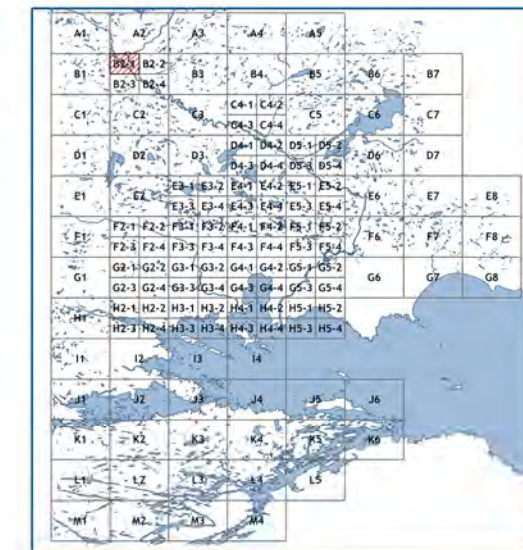 A1 A2 A3 A4 A5
B2-1 B2-2
B1 B3 B4 B5 B6 B7
B2-3 B2-4
C4-1 C4-2
C1 C2 C3 C5 C6 C7
C4-3 C4-4
D4-1 D4-2 D5-1 D5-2
D1 D2 D3 D6 D7
D4-3 D4-4 D5-3 D5-4
E3-1 E3-2 E4-1 E4-2 E5-1 E5-2
E1 E2 E6 E7 E8
E3-3 E3-4 E4-3 E4-4 E5-3 E5-4
F2-1 F2-2 F3-1 F3-2 F4-1 F4-2 F5-1 F5-2
F1 F6 F7 F8
F2-3 F2-4 F3-3 F3-4 F4-3 F4-4 F5-3 F5-4
G2-1 G2-2 G3-1 G3-2 G4-1 G4-2 G5-1 G5-2
G1 G6 G7 G8
G2-3 G2-4 G3-3 G3-4 G4-3 G4-4 G5-3 G5-4
H2-1 H2-2 H3-1 H3-2 H4-1 H4-2 H5-1 H5-2
H1
H2-3 H2-4 H3-3 H3-4 H4-3 H4-4 H5-3 H5-4
I1 I2 I3 I4
J1 J2 J3 J4 J5 J6
K1 K2 K3 K4 K5 K6
L1 L2 L3 L4 L5
M1 M2 M3 M4